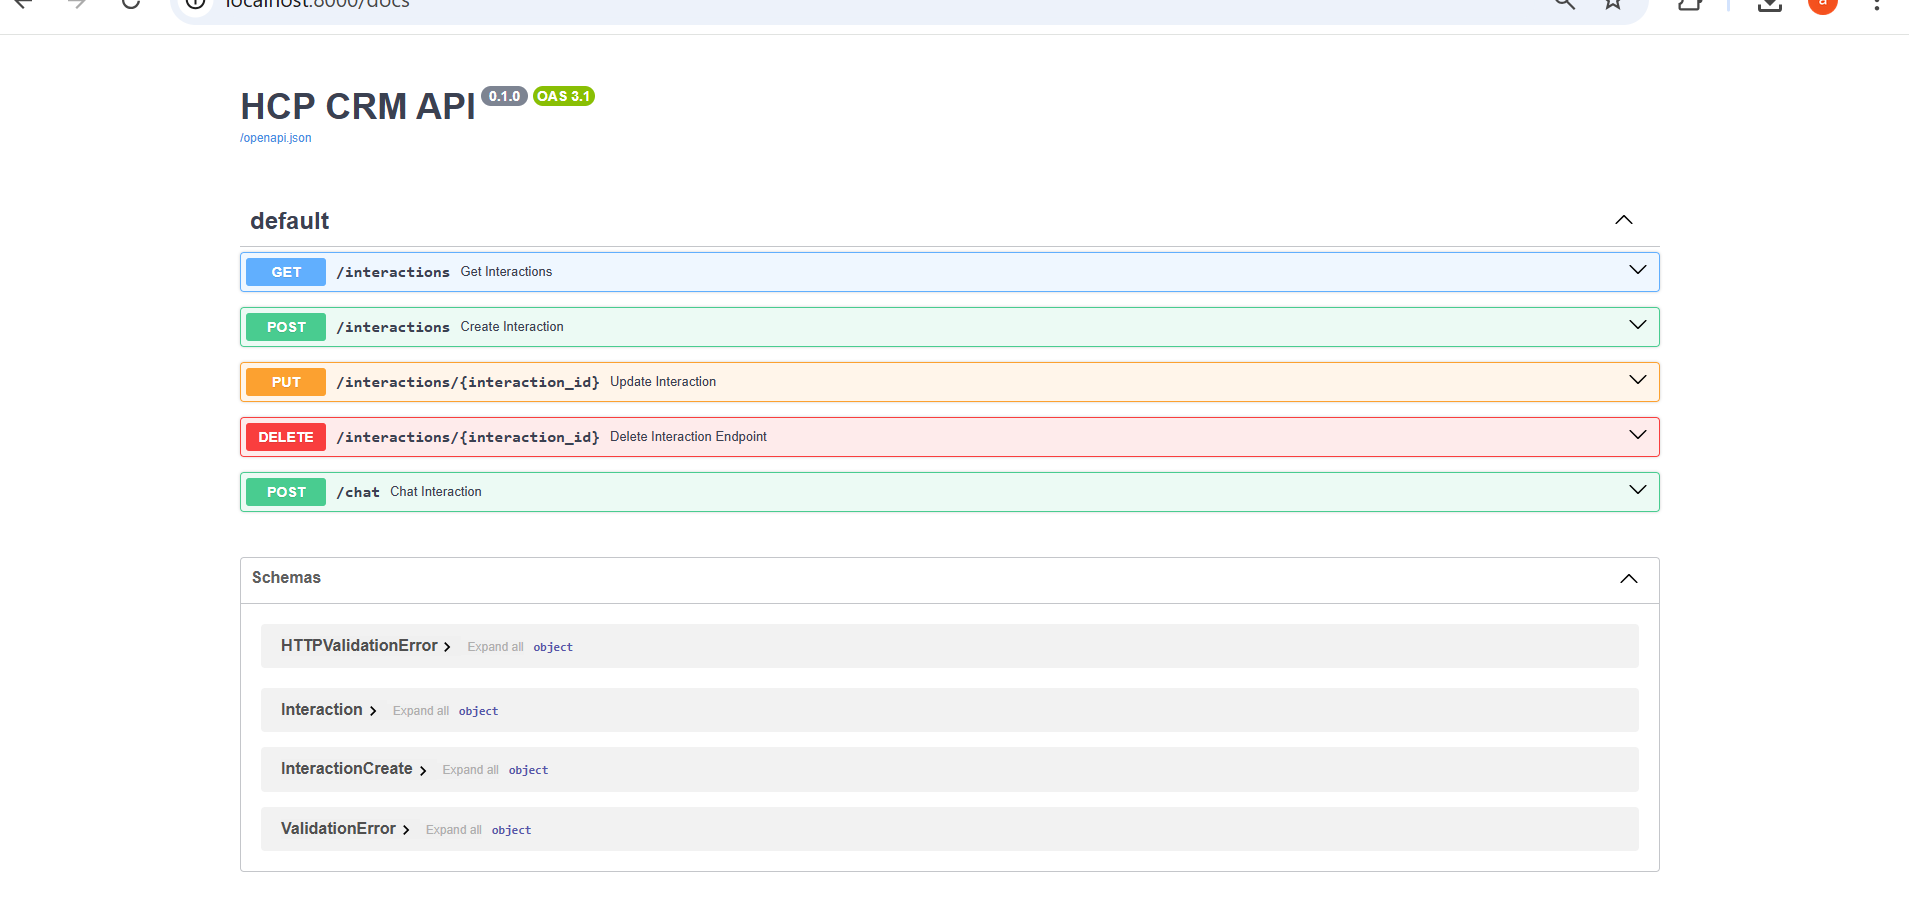 localhost:8000/docs
a
HCP CRM API 0.1.0 OAS 3.1
/openapi.json
default
GET /interactions Get Interactions
POST /interactions Create Interaction
PUT /interactions/{interaction_id} Update Interaction
DELETE /interactions/{interaction_id} Delete Interaction Endpoint
POST /chat Chat Interaction
Schemas
HTTPValidationError Expand all object
Interaction Expand all object
InteractionCreate Expand all object
ValidationError Expand all object